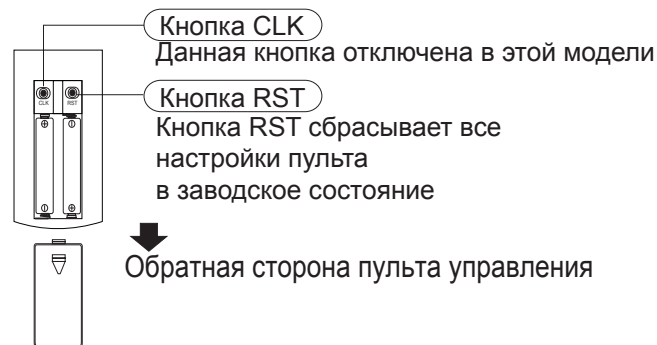 Кнопка CLK
Данная кнопка отключена в этой модели
CLK
RST
Кнопка RST
Кнопка RST сбрасывает все
настройки пульта
в заводское состояние
Обратная сторона пульта управления